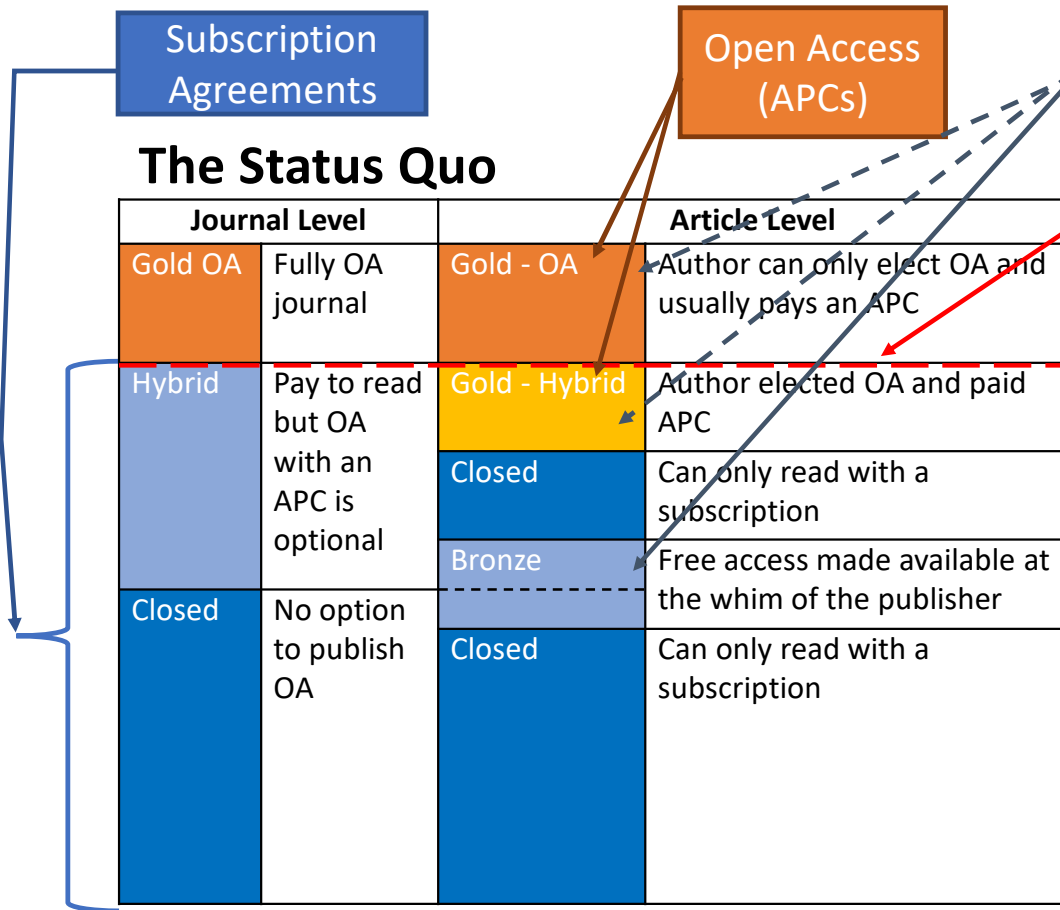 Subscription
Agreements
Open Access
(APCs)
The Status Quo
Journal Level
Article Level
Gold OA
Fully OA
journal
Gold - OA
Author can only elect OA and
usually pays an APC
Hybrid
Pay to read
but OA
with an
APC is
optional
Gold - Hybrid
Author elected OA and paid
APC
Closed
Can only read with a
subscription
Bronze
Free access made available at
the whim of the publisher
Closed
No option
to publish
OA
Closed
Can only read with a
subscription